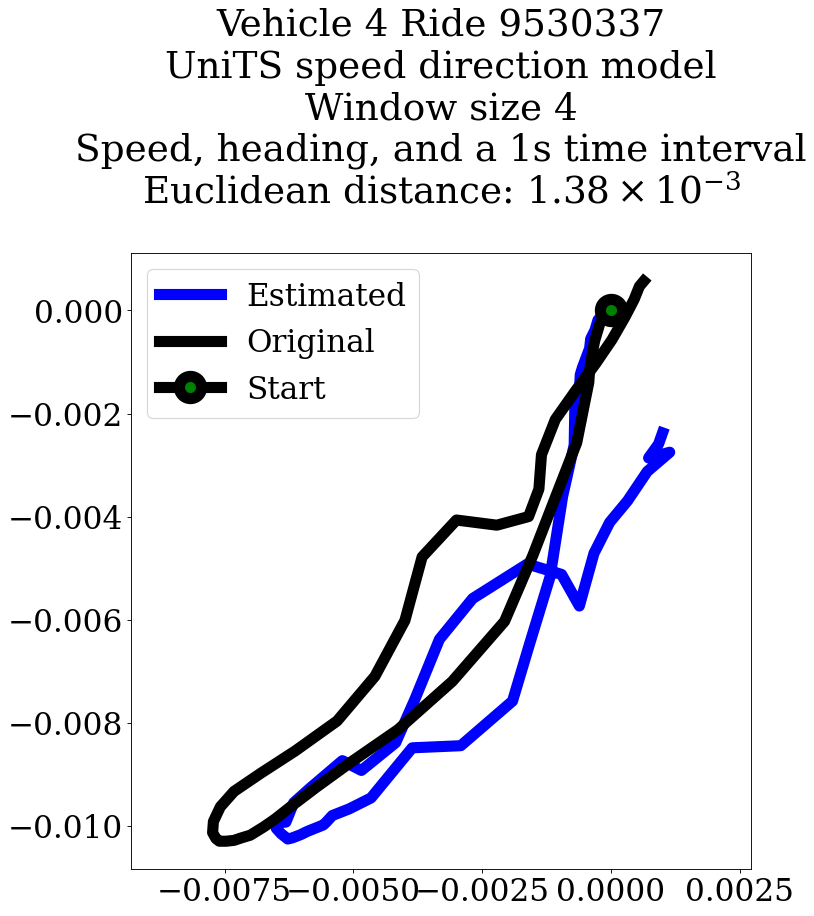 Vehicle 4 Ride 9530337
UniTS speed direction model
Window size 4
Speed, heading, and a 1s time interval
Euclidean distance: 1.38 × 10⁻³
Estimated
Original
Start
0.000
−0.002
−0.004
−0.006
−0.008
−0.010
−0.0075 −0.0050 −0.0025 0.0000 0.0025